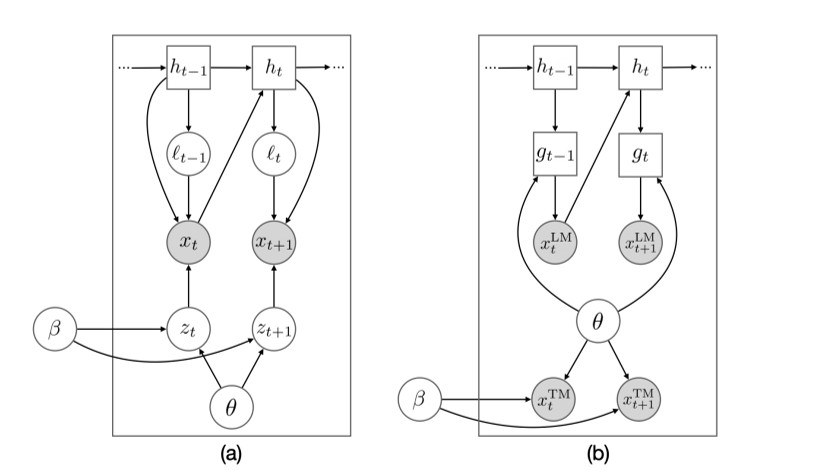 ··· h_{t−1} h_t ··· ··· h_{t−1} h_t ···
ℓ_{t−1} ℓ_t g_{t−1} g_t
x_t x_{t+1} x_t^{LM} x_{t+1}^{LM}
β z_t z_{t+1} θ
θ β x_t^{TM} x_{t+1}^{TM}
(a) (b)